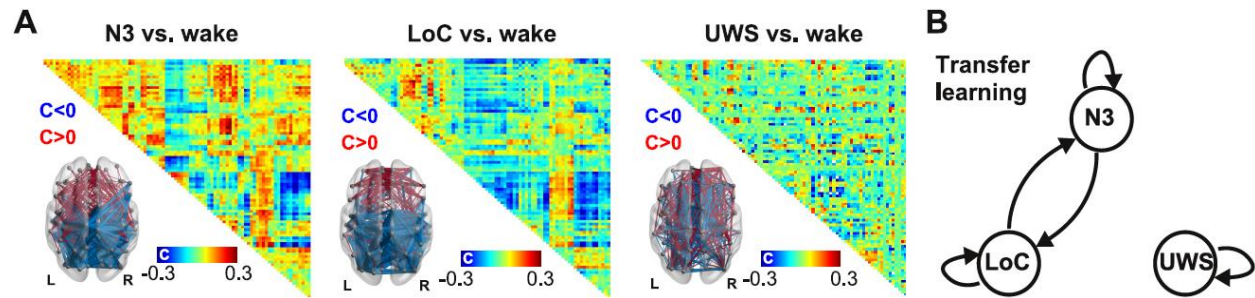 A
N3 vs. wake
C<0
C>0
C
-0.3
0.3
L
R
LoC vs. wake
C<0
C>0
C
-0.3
0.3
L
R
UWS vs. wake
C<0
C>0
C
-0.3
0.3
L
R
B
Transfer
learning
N3
LoC
UWS